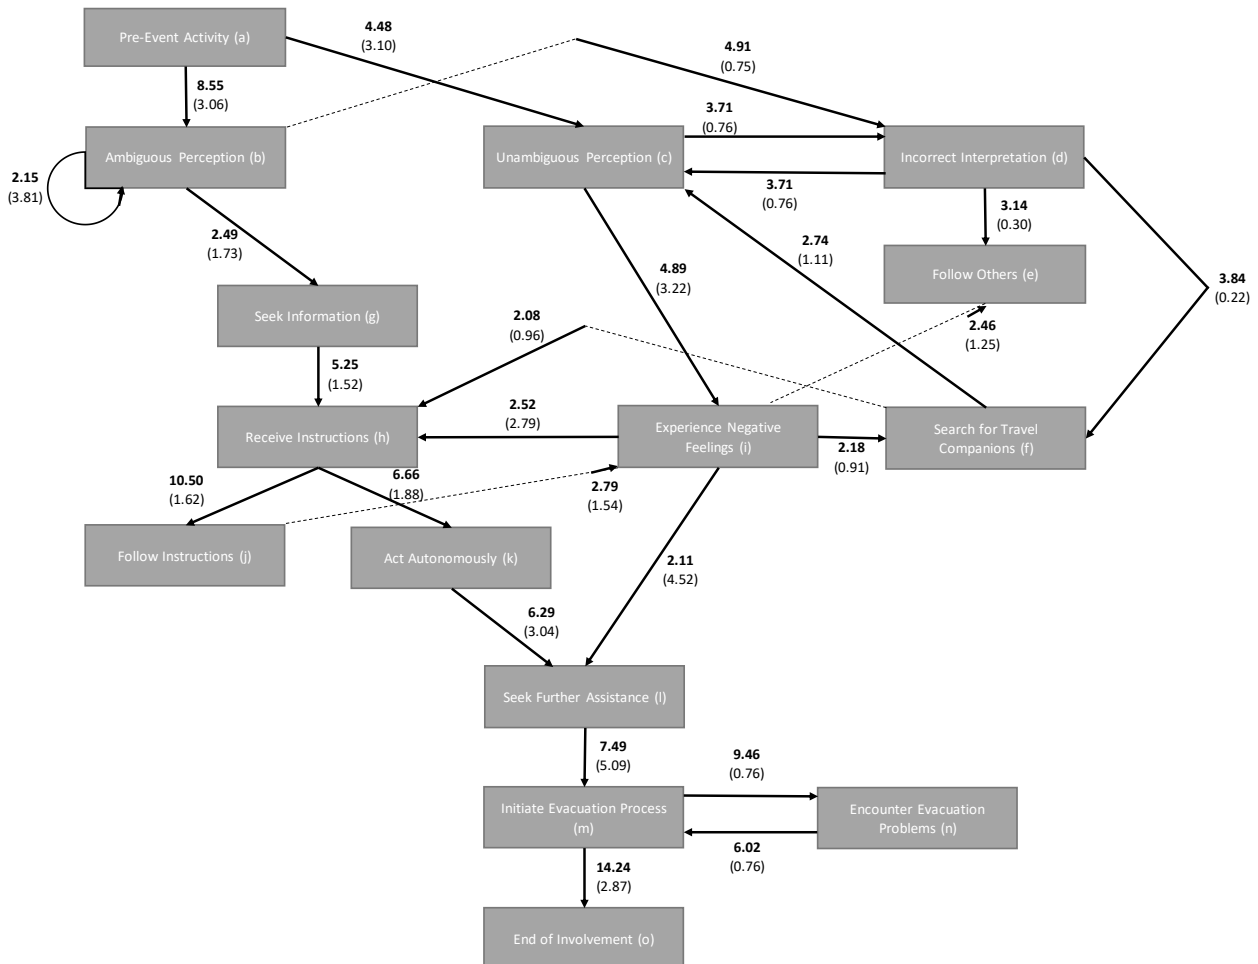 Pre-Event Activity (a)
4.48
(3.10)
4.91
(0.75)
8.55
(3.06)
3.71
(0.76)
Ambiguous Perception (b)
Unambiguous Perception (c)
Incorrect Interpretation (d)
2.15
(3.81)
3.71
(0.76)
3.14
(0.30)
2.49
(1.73)
2.74
(1.11)
4.89
(3.22)
Follow Others (e)
3.84
(0.22)
Seek Information (g)
2.08
(0.96)
2.46
(1.25)
5.25
(1.52)
2.52
(2.79)
Receive Instructions (h)
Experience Negative
Feelings (i)
2.18
(0.91)
Search for Travel
Companions (f)
10.50
(1.62)
6.66
(1.88)
2.79
(1.54)
Follow Instructions (j)
Act Autonomously (k)
2.11
(4.52)
6.29
(3.04)
Seek Further Assistance (l)
7.49
(5.09)
9.46
(0.76)
Initiate Evacuation Process
(m)
Encounter Evacuation
Problems (n)
6.02
(0.76)
14.24
(2.87)
End of Involvement (o)